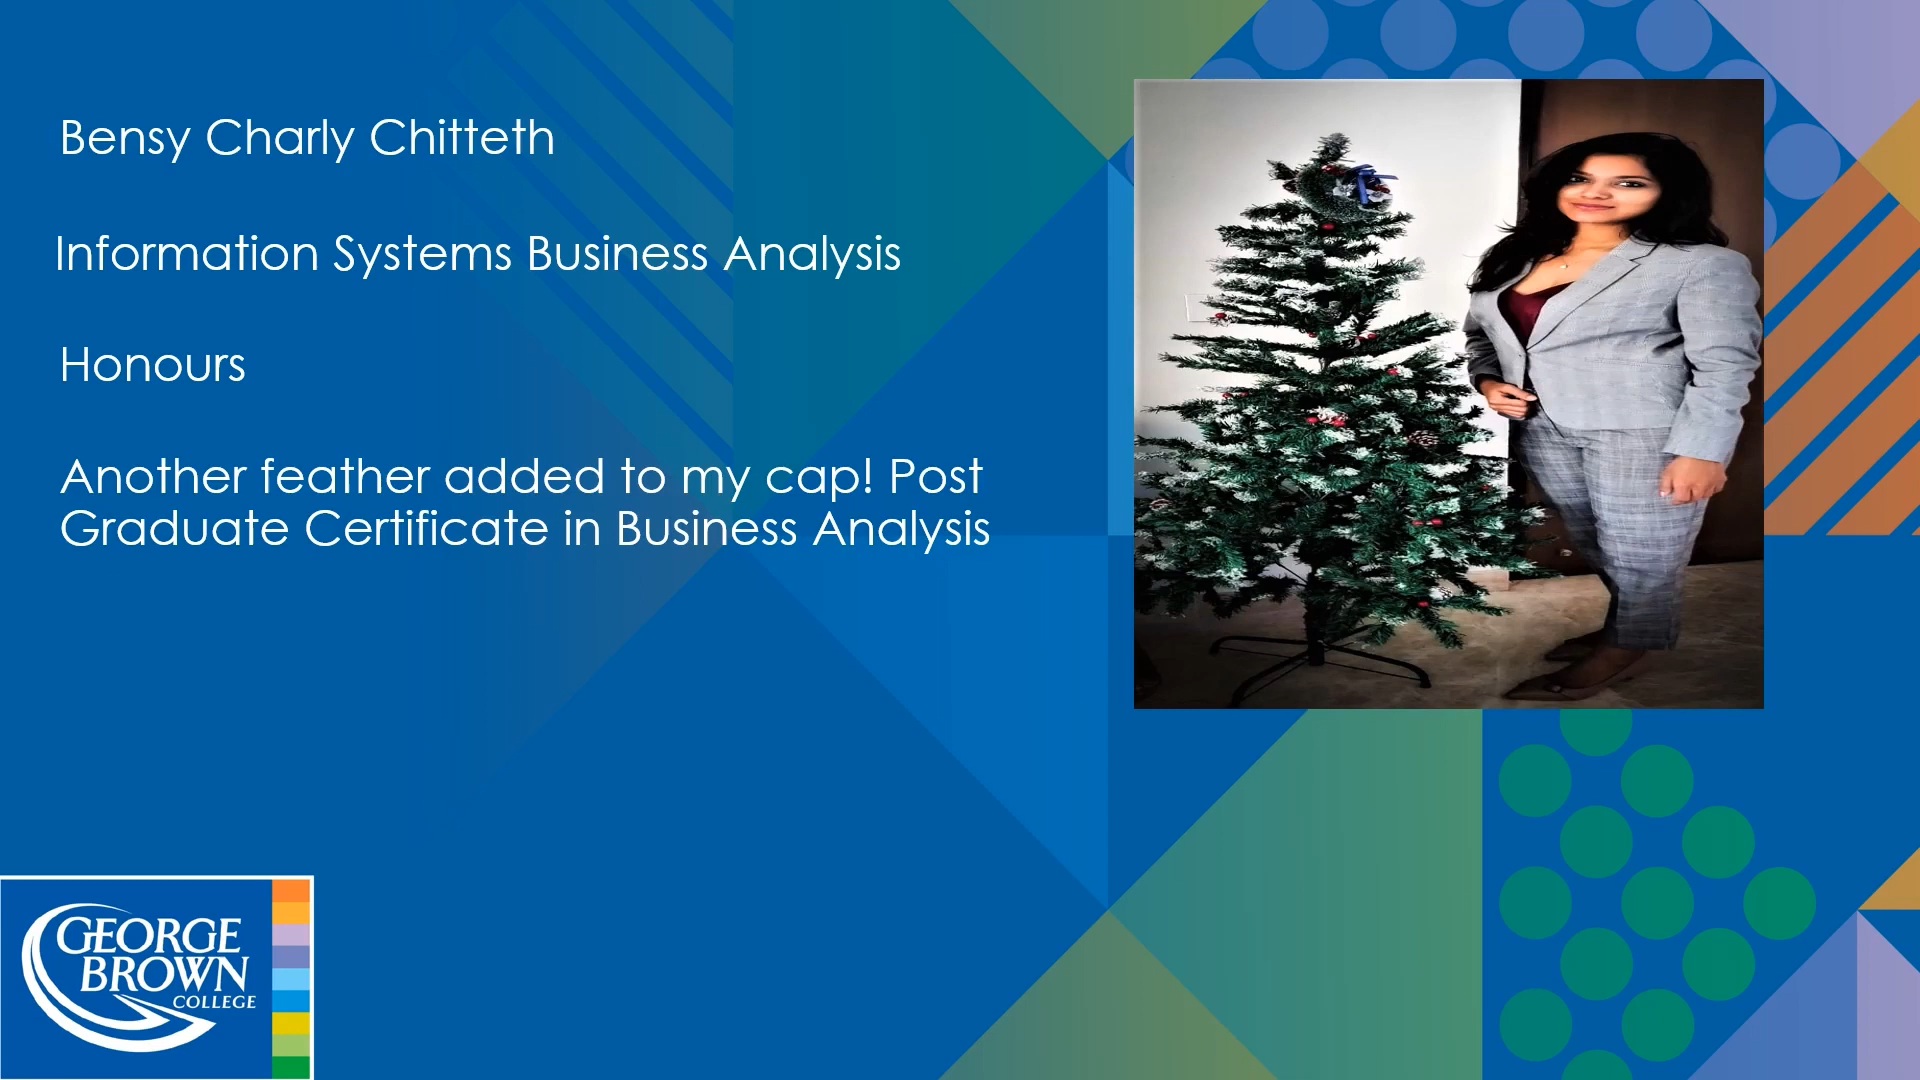 Bensy Charly Chitteth
Information Systems Business Analysis
Honours
Another feather added to my cap! Post
Graduate Certificate in Business Analysis
GEORGE
BROWN
COLLEGE